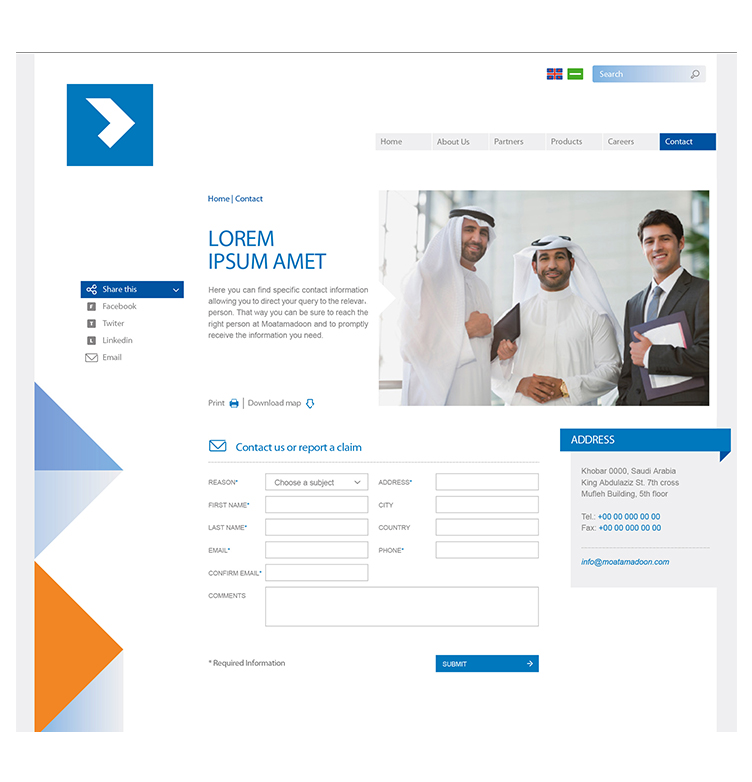 Search
Home
About Us
Partners
Products
Careers
Contact
Home | Contact
LOREM
IPSUM AMET
Here you can find specific contact information
allowing you to direct your query to the relevar.
person. That way you can be sure to reach the
right person at Moatamadoon and to promptly
receive the information you need.
Share this
Facebook
Twiter
Linkedin
Email
Print
Download map
Contact us or report a claim
REASON*
Choose a subject
ADDRESS*
FIRST NAME*
CITY
LAST NAME*
COUNTRY
EMAIL*
PHONE*
CONFIRM EMAIL*
COMMENTS
* Required Information
SUBMIT
ADDRESS
Khobar 0000, Saudi Arabia
King Abdulaziz St. 7th cross
Mufleh Building, 5th floor
Tel.: +00 00 000 00 00
Fax: +00 00 000 00 00
info@moatamadoon.com